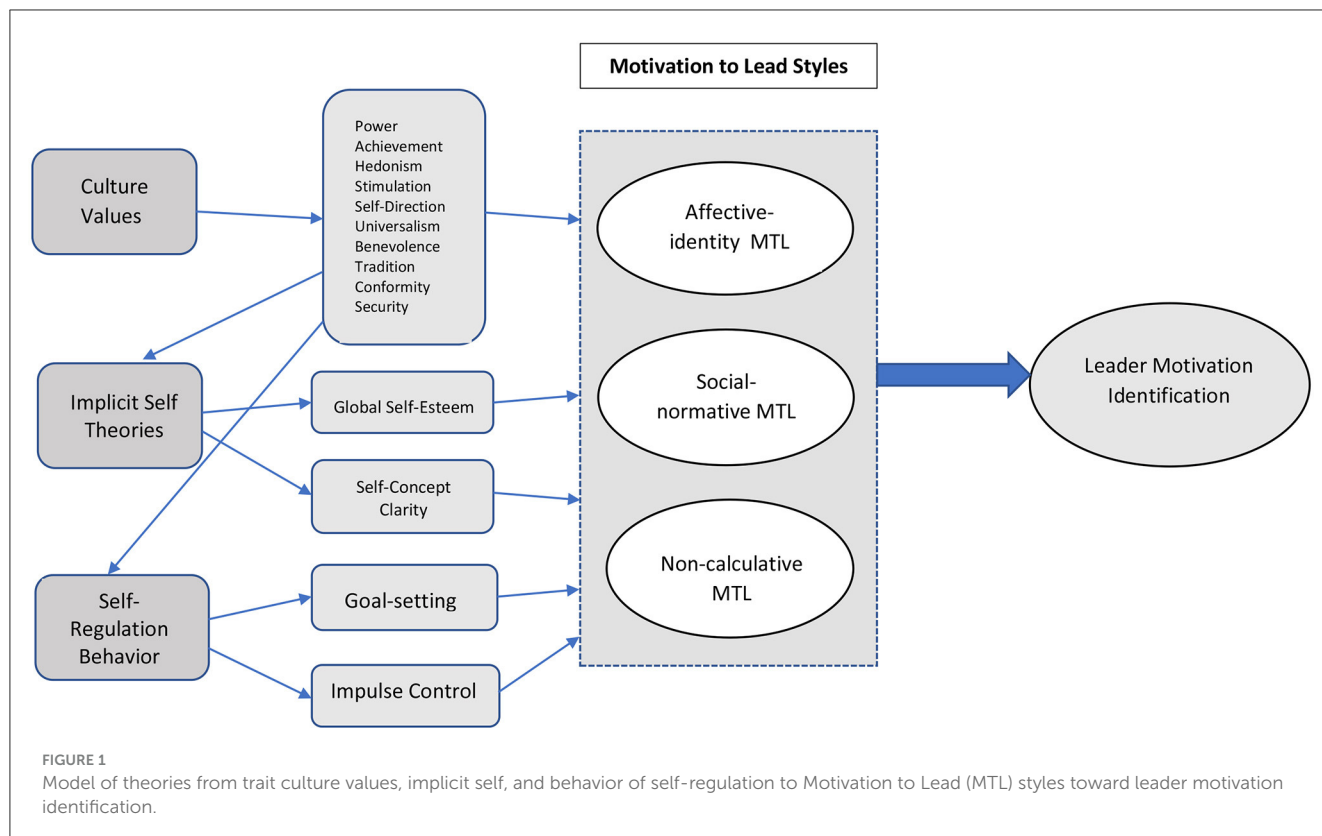 Motivation to Lead Styles
Culture
Values
Power
Achievement
Hedonism
Stimulation
Self-Direction
Universalism
Benevolence
Tradition
Conformity
Security
Affective-
identity MTL
Implicit Self
Theories
Global Self-Esteem
Social-
normative MTL
Leader Motivation
Identification
Self-Concept
Clarity
Self-
Regulation
Behavior
Goal-setting
Non-calculative
MTL
Impulse Control
FIGURE 1
Model of theories from trait culture values, implicit self, and behavior of self-regulation to Motivation to Lead (MTL) styles toward leader motivation
identification.